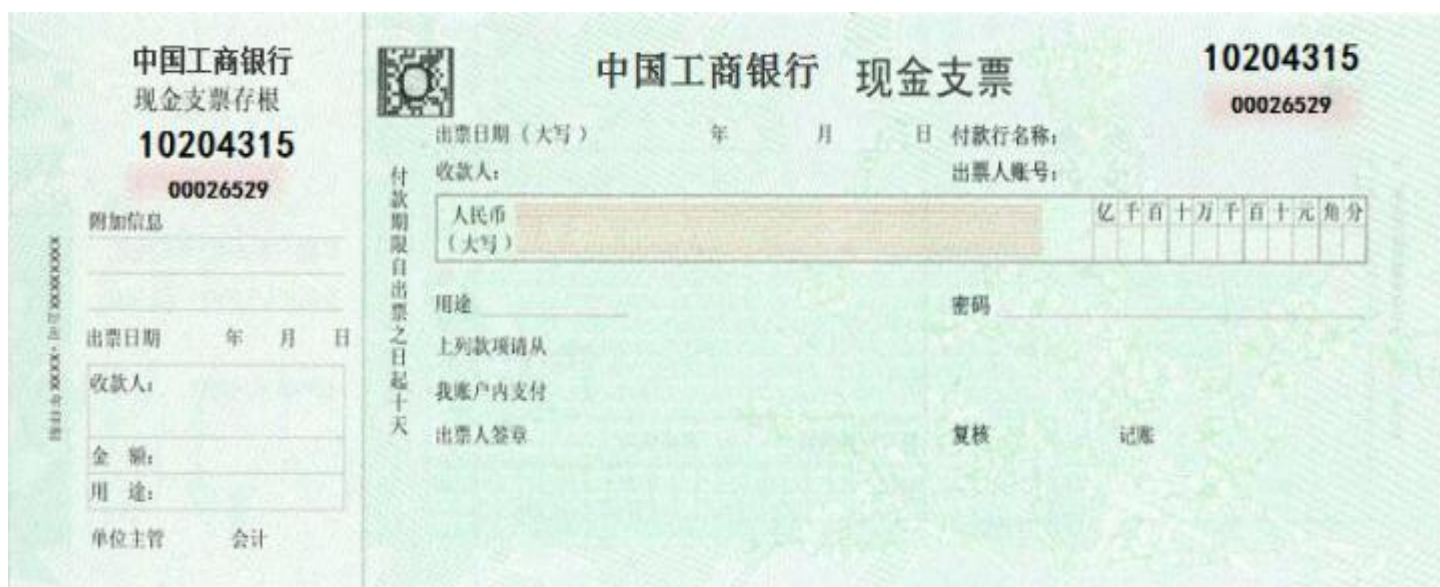 中国工商银行
现金支票存根
10204315
00026529
附加信息
出票日期 年 月 日
收款人:
金 额:
用 途:
单位主管 会计
付款期限自出票之日起十天
中国工商银行 现金支票
10204315
00026529
出票日期(大写) 年 月 日 付款行名称:
收款人: 出票人账号:
人民币
(大写)
亿 千 百 十 万 千 百 十 元 角 分
用途 密码
上列款项请从
我账户内支付
出票人签章 复核 记账